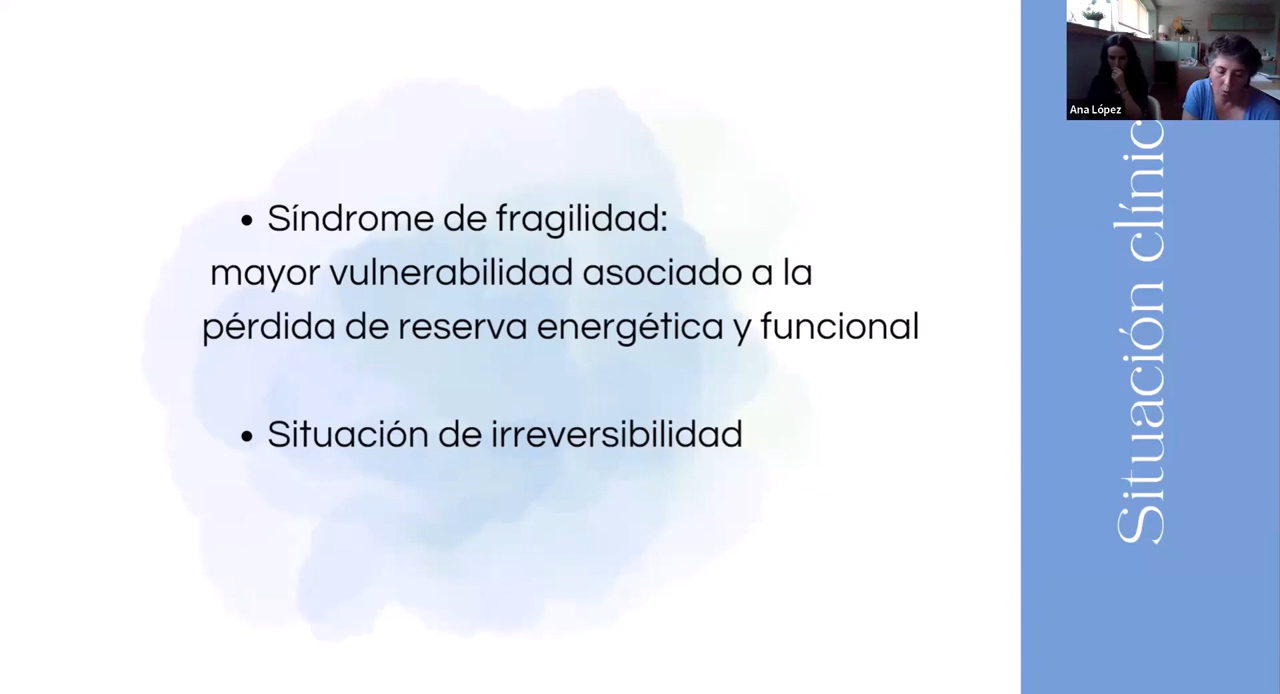 • Síndrome de fragilidad:
mayor vulnerabilidad asociado a la
pérdida de reserva energética y funcional
• Situación de irreversibilidad
Situación clínic
Ana López